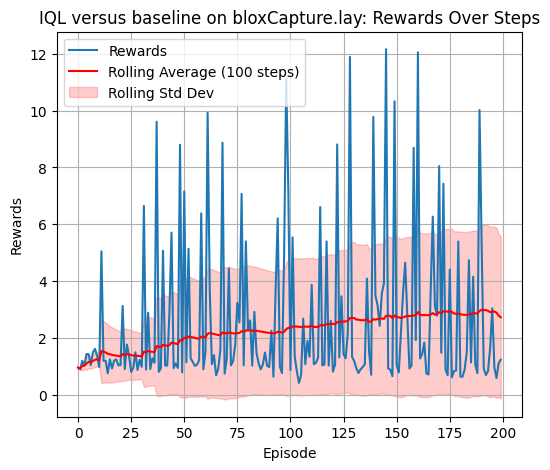 IQL versus baseline on bloxCapture.lay: Rewards Over Steps
Rewards
Rolling Average (100 steps)
Rolling Std Dev
12
10
8
6
4
2
0
Rewards
0 25 50 75 100 125 150 175 200
Episode